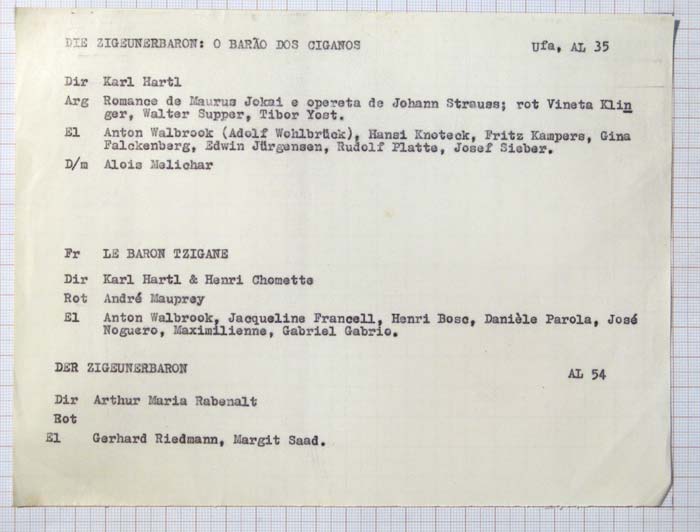 DIE ZIGEUNERBARON: O BARÃO DOS CIGANOS Ufa, AL 35
Dir Karl Hartl
Arg Romance de Maurus Jokai e opereta de Johann Strauss; rot Vineta Klin
ger, Walter Supper, Tibor Yost.
El Anton Walbrook (Adolf Wohlbrück), Hansi Knoteck, Fritz Kampers, Gina
Falckenberg, Edwin Jürgensen, Rudolf Platte, Josef Sieber.
D/m Alois Melichar
Fr LE BARON TZIGANE
Dir Karl Hartl & Henri Chomette
Rot André Mauprey
El Anton Walbrook, Jacqueline Francell, Henri Bosc, Danièle Parola, José
Noguero, Maximilienne, Gabriel Gabrio.
DER ZIGEUNERBARON AL 54
Dir Arthur Maria Rabenalt
Rot
El Gerhard Riedmann, Margit Saad.